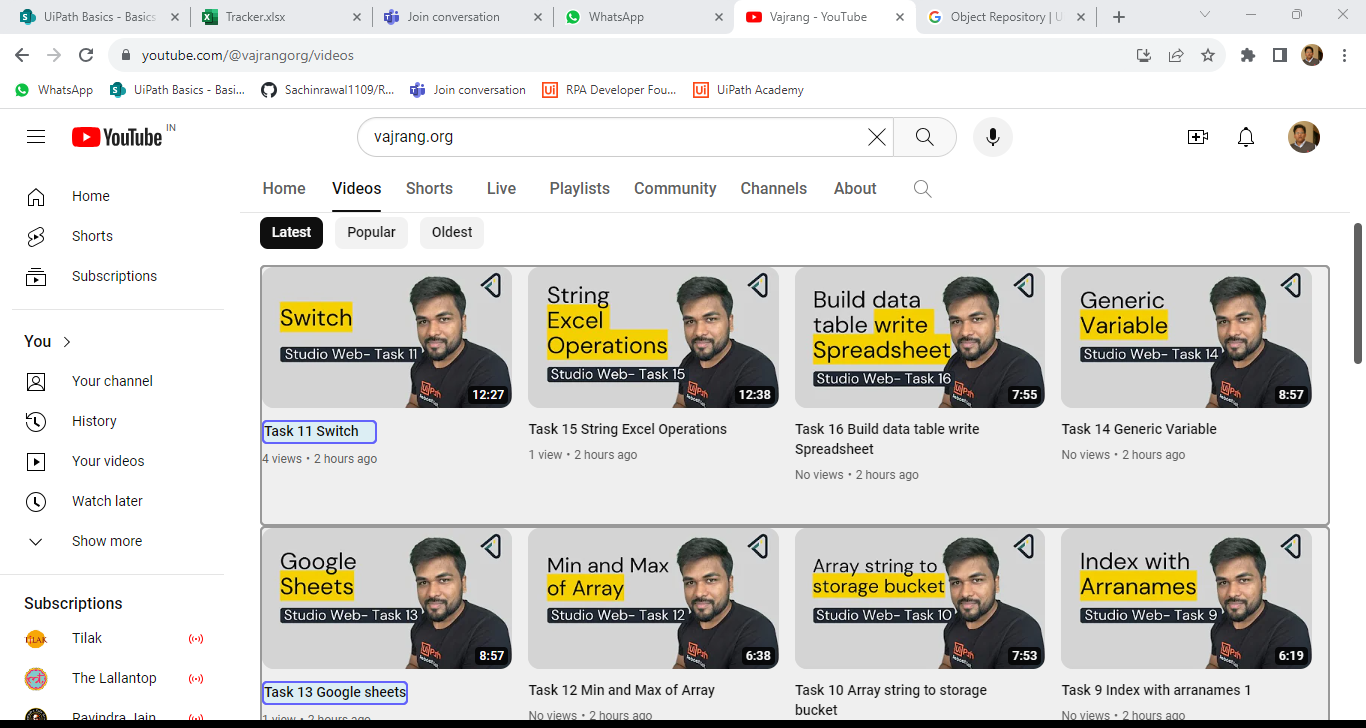 UiPath Basics - Basics
Tracker.xlsx
Join conversation
WhatsApp
Vajrang - YouTube
Object Repository | U
youtube.com/@vajrangorg/videos
WhatsApp
UiPath Basics - Basi...
Sachinrawal1109/R...
Join conversation
RPA Developer Fou...
UiPath Academy
YouTube IN
vajrang.org
Home
Videos
Shorts
Live
Playlists
Community
Channels
About
Home
Shorts
Subscriptions
You
Your channel
History
Your videos
Watch later
Show more
Subscriptions
Tilak
The Lallantop
Ravindra Jain
Latest
Popular
Oldest
Switch
Studio Web- Task 11
12:27
Task 11 Switch
4 views • 2 hours ago
String
Excel
Operations
Studio Web- Task 15
12:38
Task 15 String Excel Operations
1 view • 2 hours ago
Build data
table write
Spreadsheet
Studio Web- Task 16
7:55
Task 16 Build data table write
Spreadsheet
No views • 2 hours ago
Generic
Variable
Studio Web- Task 14
8:57
Task 14 Generic Variable
No views • 2 hours ago
Google
Sheets
Studio Web- Task 13
8:57
Task 13 Google sheets
1 view • 2 hours ago
Min and Max
of Array
Studio Web- Task 12
6:38
Task 12 Min and Max of Array
No views • 2 hours ago
Array string to
storage bucket
Studio Web- Task 10
7:53
Task 10 Array string to storage
bucket
Index with
Arranames
Studio Web- Task 9
6:19
Task 9 Index with arranames 1
No views • 2 hours ago